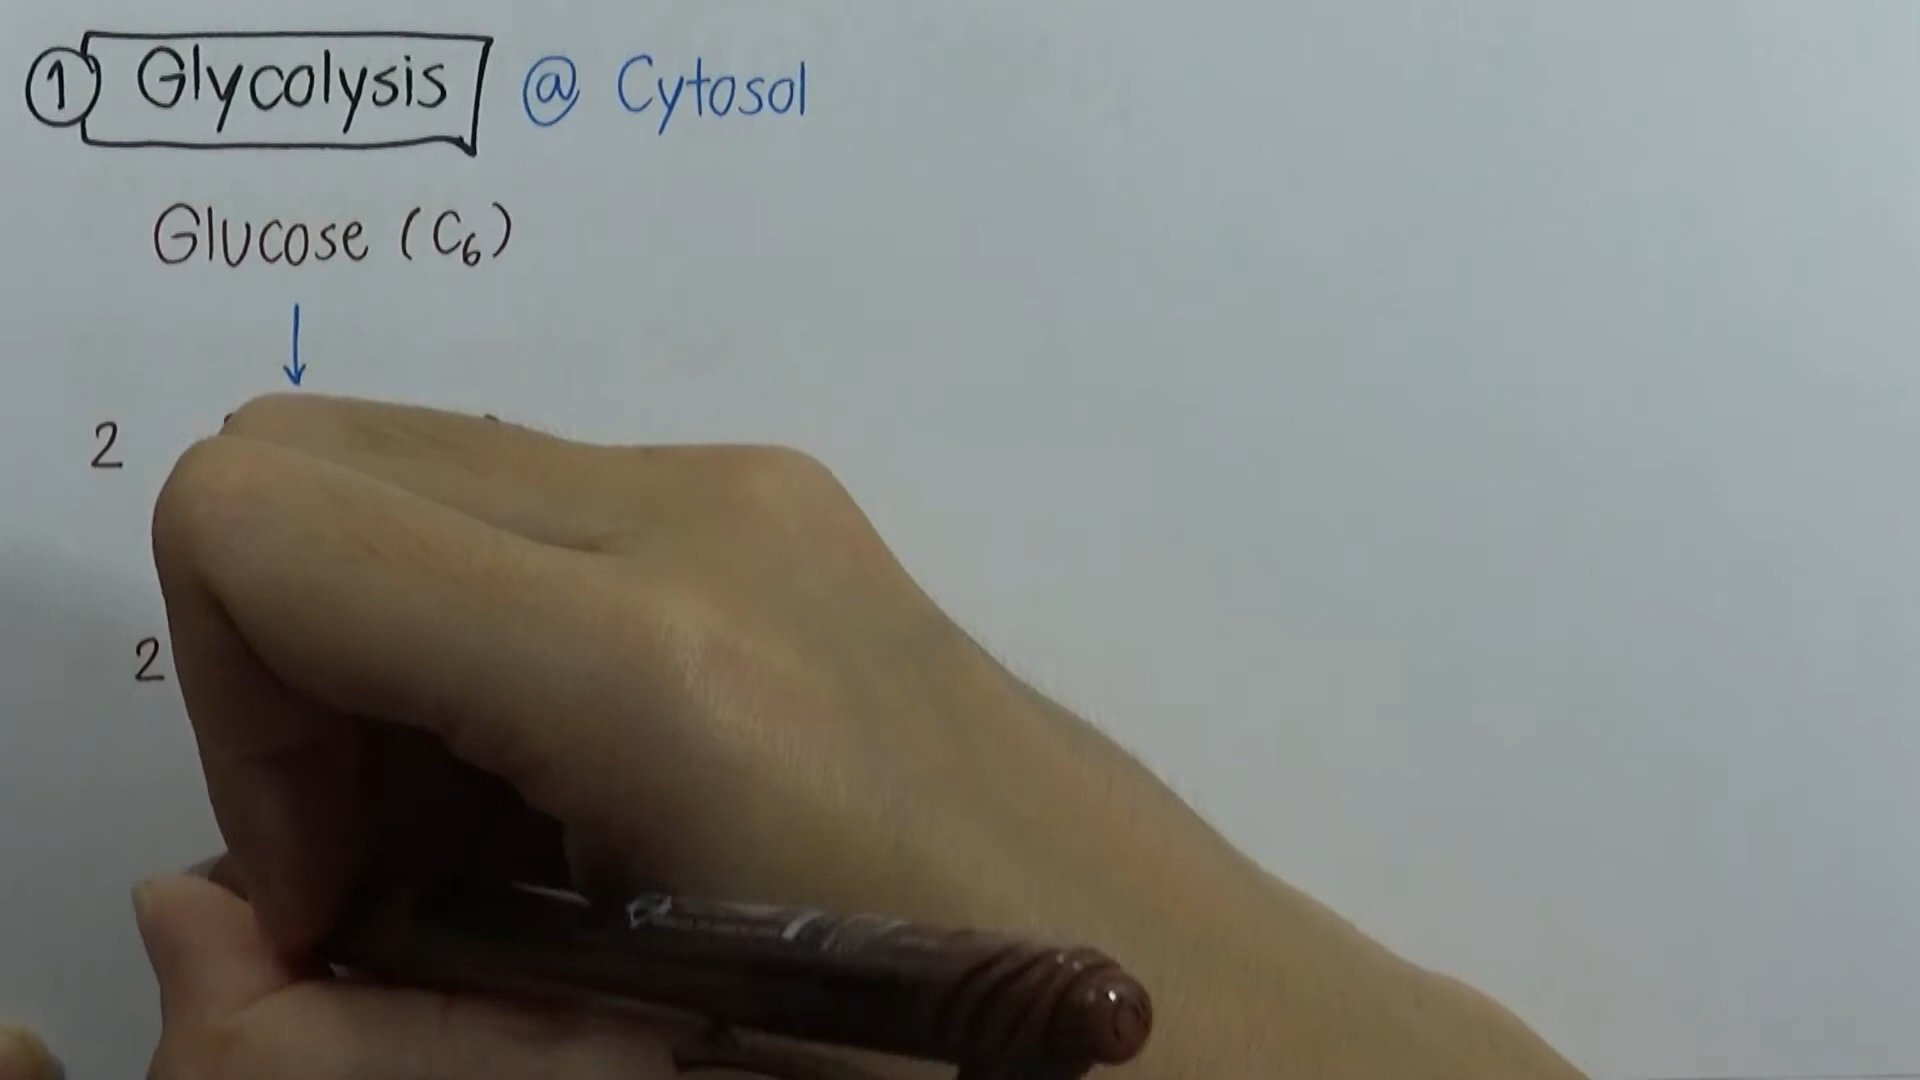 ① Glycolysis @ Cytosol
Glucose (C₆)
2
2